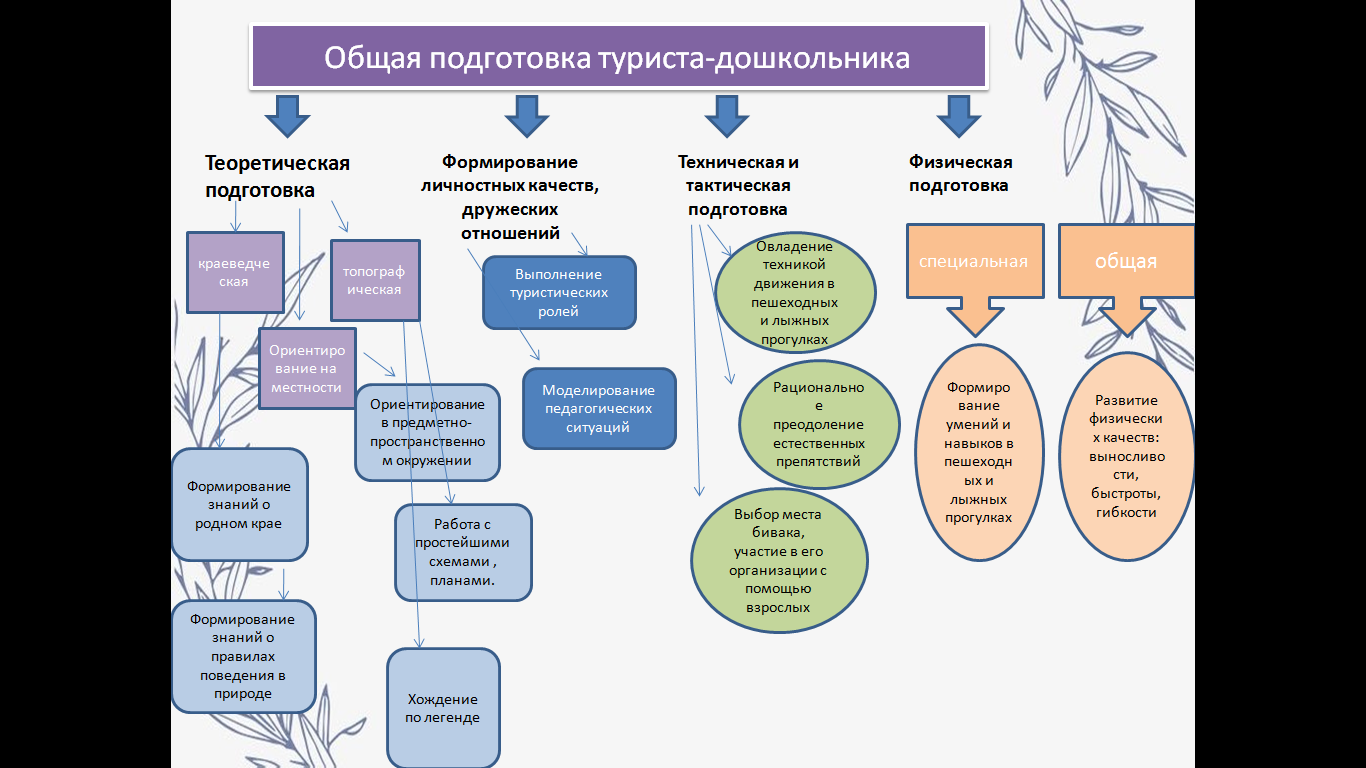 Общая подготовка туриста-дошкольника
Теоретическая
подготовка
краеведче
ская
топограф
ическая
Ориентиро
вание на
местности
Ориентирование
в предметно-
пространственно
м окружении
Формирование
знаний о
родном крае
Работа с
простейшими
схемами ,
планами.
Формирование
знаний о
правилах
поведения в
природе
Хождение
по легенде
Формирование
личностных качеств,
дружеских
отношений
Выполнение
туристических
ролей
Моделирование
педагогических
ситуаций
Техническая и
тактическая
подготовка
Овладение
техникой
движения в
пешеходных
и лыжных
прогулках
Рационально
е
преодоление
естественных
препятствий
Выбор места
бивака,
участие в его
организации с
помощью
взрослых
Физическая
подготовка
специальная
общая
Формиро
вание
умений и
навыков в
пешеходн
ых и
лыжных
прогулках
Развитие
физически
х качеств:
выносливо
сти,
быстроты,
гибкости